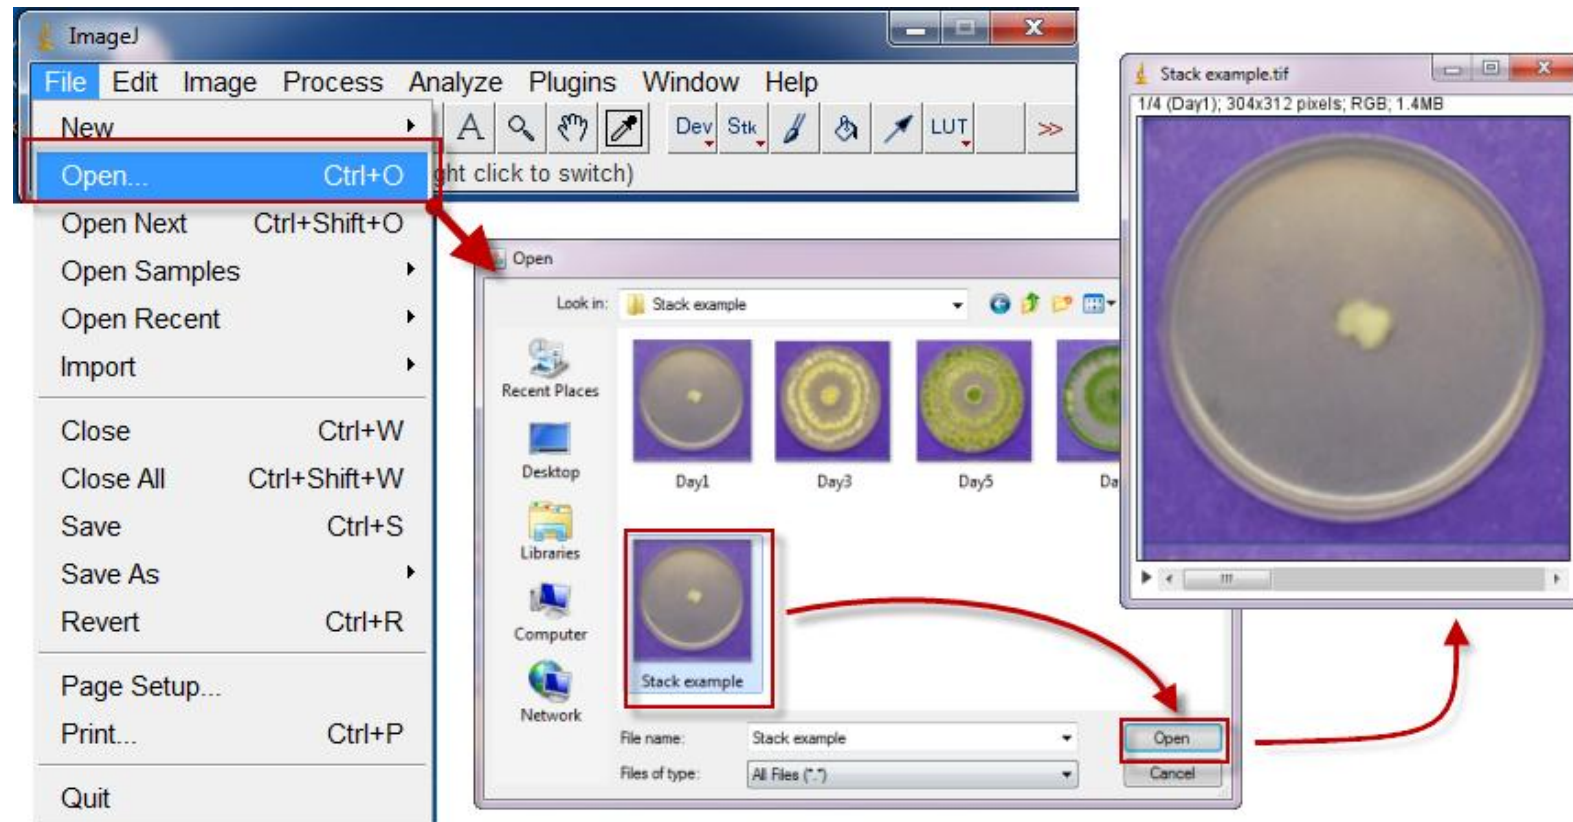 ImageJ
File Edit Image Process Analyze Plugins Window Help
A Dev Stk LUT >>
ght click to switch)
New
Open... Ctrl+O
Open Next Ctrl+Shift+O
Open Samples
Open Recent
Import
Close Ctrl+W
Close All Ctrl+Shift+W
Save Ctrl+S
Save As
Revert Ctrl+R
Page Setup...
Print... Ctrl+P
Quit
Open
Look in: Stack example
Recent Places
Desktop
Libraries
Computer
Network
Day1 Day3 Day5 Da
Stack example
File name: Stack example Open
Files of type: All Files (*.*) Cancel
Stack example.tif
1/4 (Day1); 304x312 pixels; RGB; 1.4MB